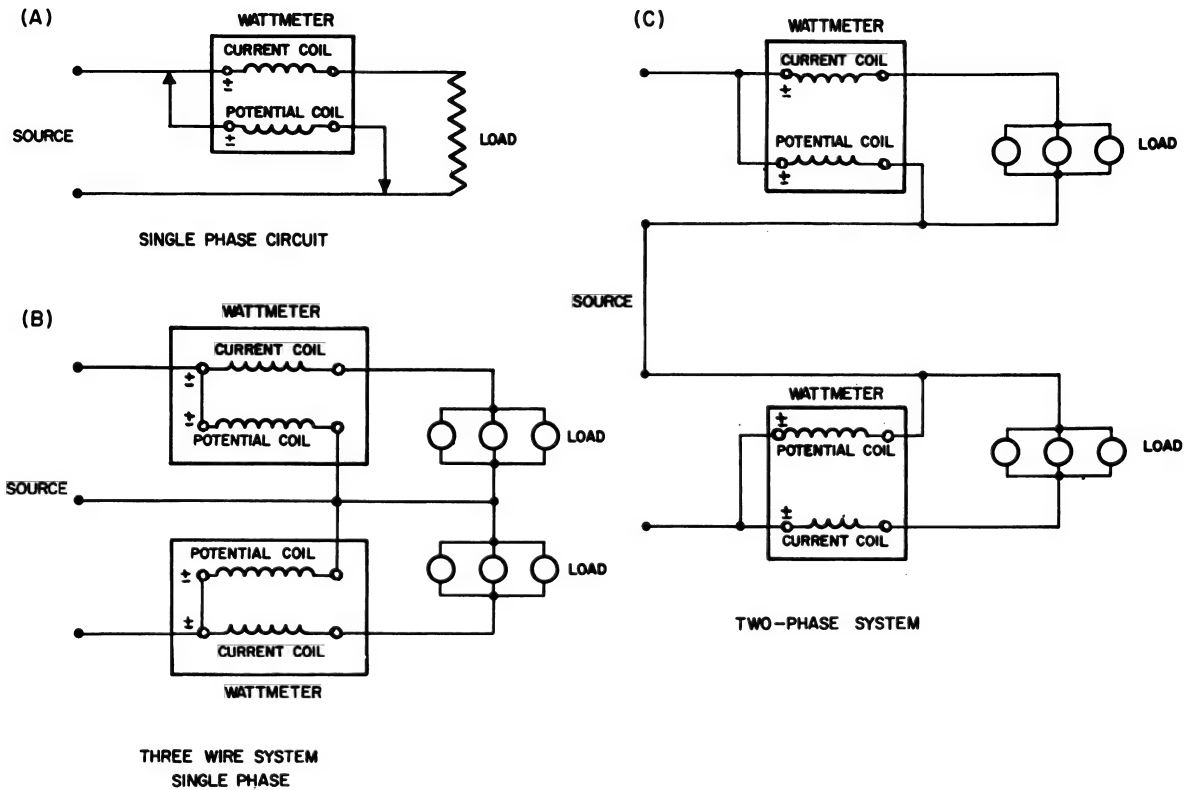 (A)
WATTMETER
CURRENT COIL
±
POTENTIAL COIL
±
SOURCE
LOAD
SINGLE PHASE CIRCUIT
(B)
WATTMETER
CURRENT COIL
±
±
POTENTIAL COIL
LOAD
SOURCE
POTENTIAL COIL
±
LOAD
±
CURRENT COIL
WATTMETER
THREE WIRE SYSTEM
SINGLE PHASE
(C)
WATTMETER
CURRENT COIL
±
POTENTIAL COIL
±
LOAD
SOURCE
WATTMETER
±
POTENTIAL COIL
LOAD
±
CURRENT COIL
TWO-PHASE SYSTEM